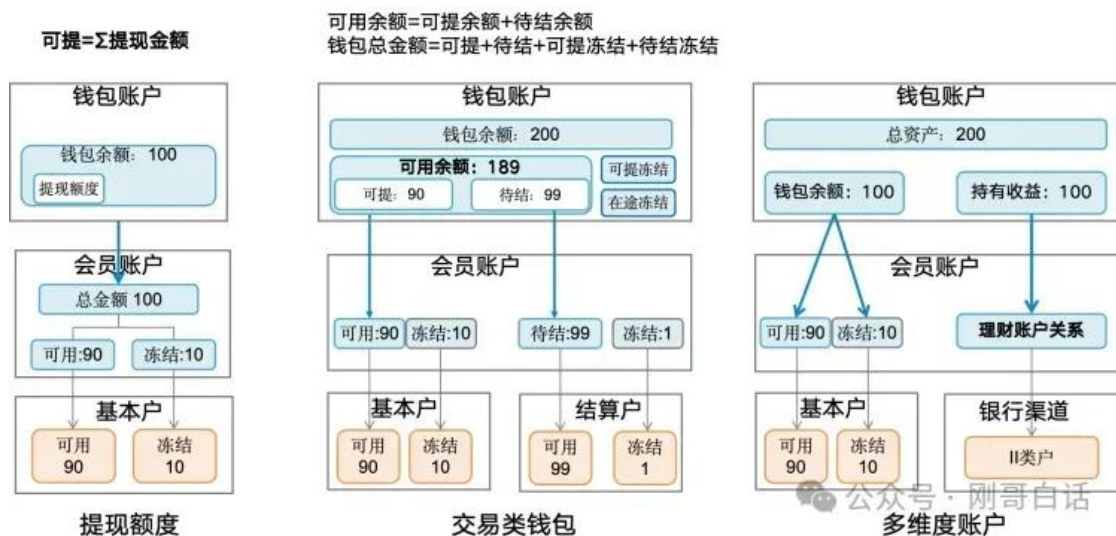 可提=Σ提现金额
钱包账户
钱包余额：100
提现额度
会员账户
总金额 100
可用:90
冻结:10
基本户
可用
90
冻结
10
提现额度
可用余额=可提余额+待结余额
钱包总金额=可提+待结+可提冻结+待结冻结
钱包账户
钱包余额：200
可用余额：189
可提：90
待结：99
可提冻结
在途冻结
会员账户
可用:90
冻结:10
待结:99
冻结:1
基本户
可用
90
冻结
10
结算户
可用
99
冻结
1
交易类钱包
钱包账户
总资产：200
钱包余额：100
持有收益：100
会员账户
可用:90
冻结:10
理财账户关系
基本户
可用
90
冻结
10
银行渠道
II类户
多维度账户
公众号·刚哥白话